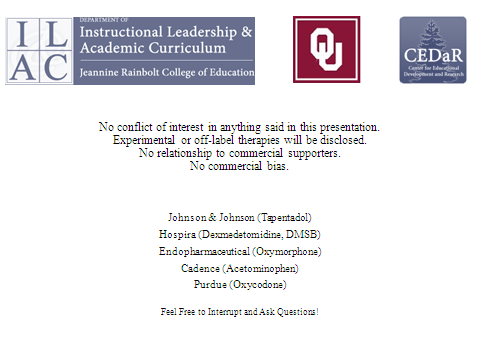 IL
AC
DEPARTMENT OF
Instructional Leadership &
Academic Curriculum
Jeannine Rainbolt College of Education
OU
CEDaR
Center for Educational
Development and Research
No conflict of interest in anything said in this presentation.
Experimental or off-label therapies will be disclosed.
No relationship to commercial supporters.
No commercial bias.
Johnson & Johnson (Tapentadol)
Hospira (Dexmedetomidine, DMSB)
Endopharmaceutical (Oxymorphone)
Cadence (Acetominophen)
Purdue (Oxycodone)
Feel Free to Interrupt and Ask Questions!